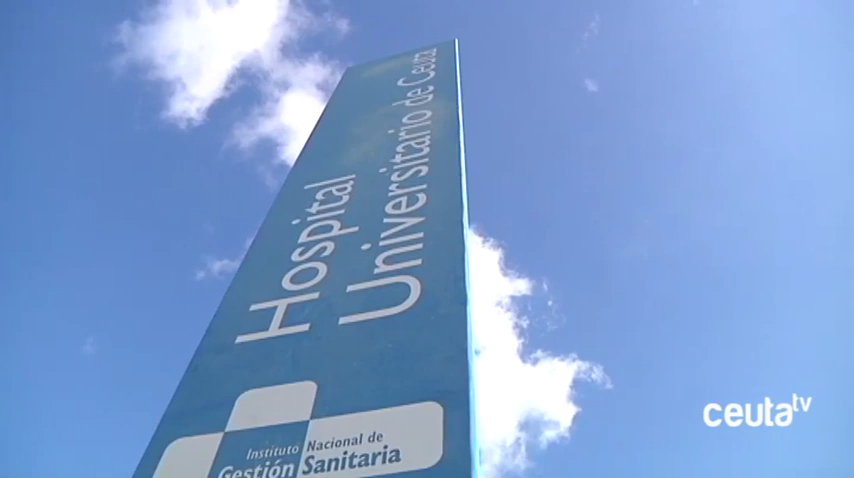 Hospital
Universitario de Ceuta
Instituto Nacional de
Gestión Sanitaria
ceutatv